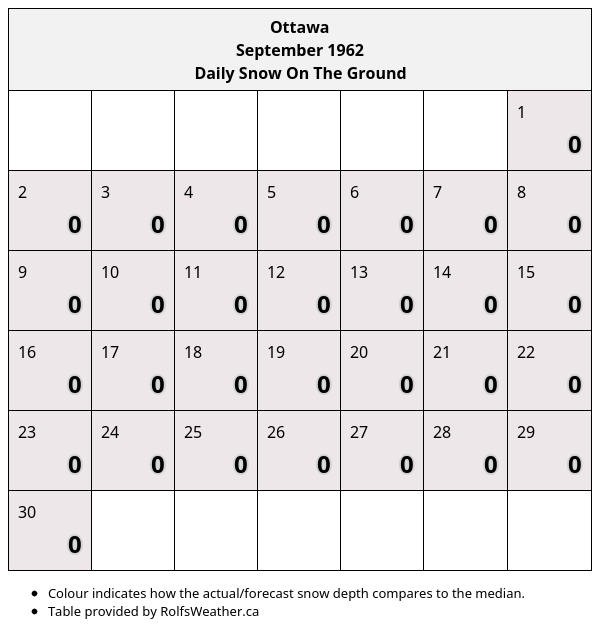 Ottawa
September 1962
Daily Snow On The Ground
1
0
2 3 4 5 6 7 8
0 0 0 0 0 0 0
9 10 11 12 13 14 15
0 0 0 0 0 0 0
16 17 18 19 20 21 22
0 0 0 0 0 0 0
23 24 25 26 27 28 29
0 0 0 0 0 0 0
30
0
Colour indicates how the actual/forecast snow depth compares to the median.
Table provided by RolfsWeather.ca